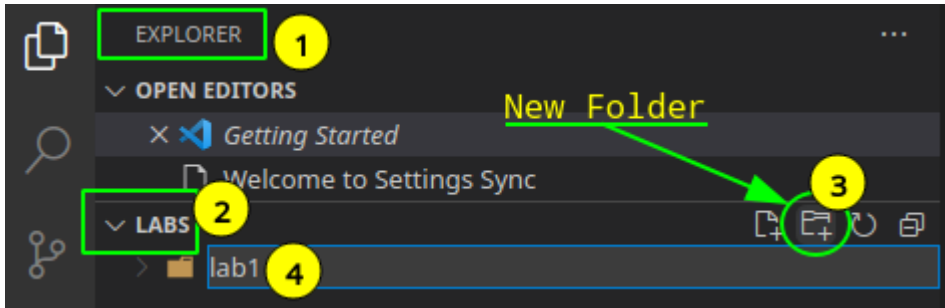 EXPLORER 1 ...
OPEN EDITORS
New Folder
Getting Started
Welcome to Settings Sync
3
LABS 2
lab1 4